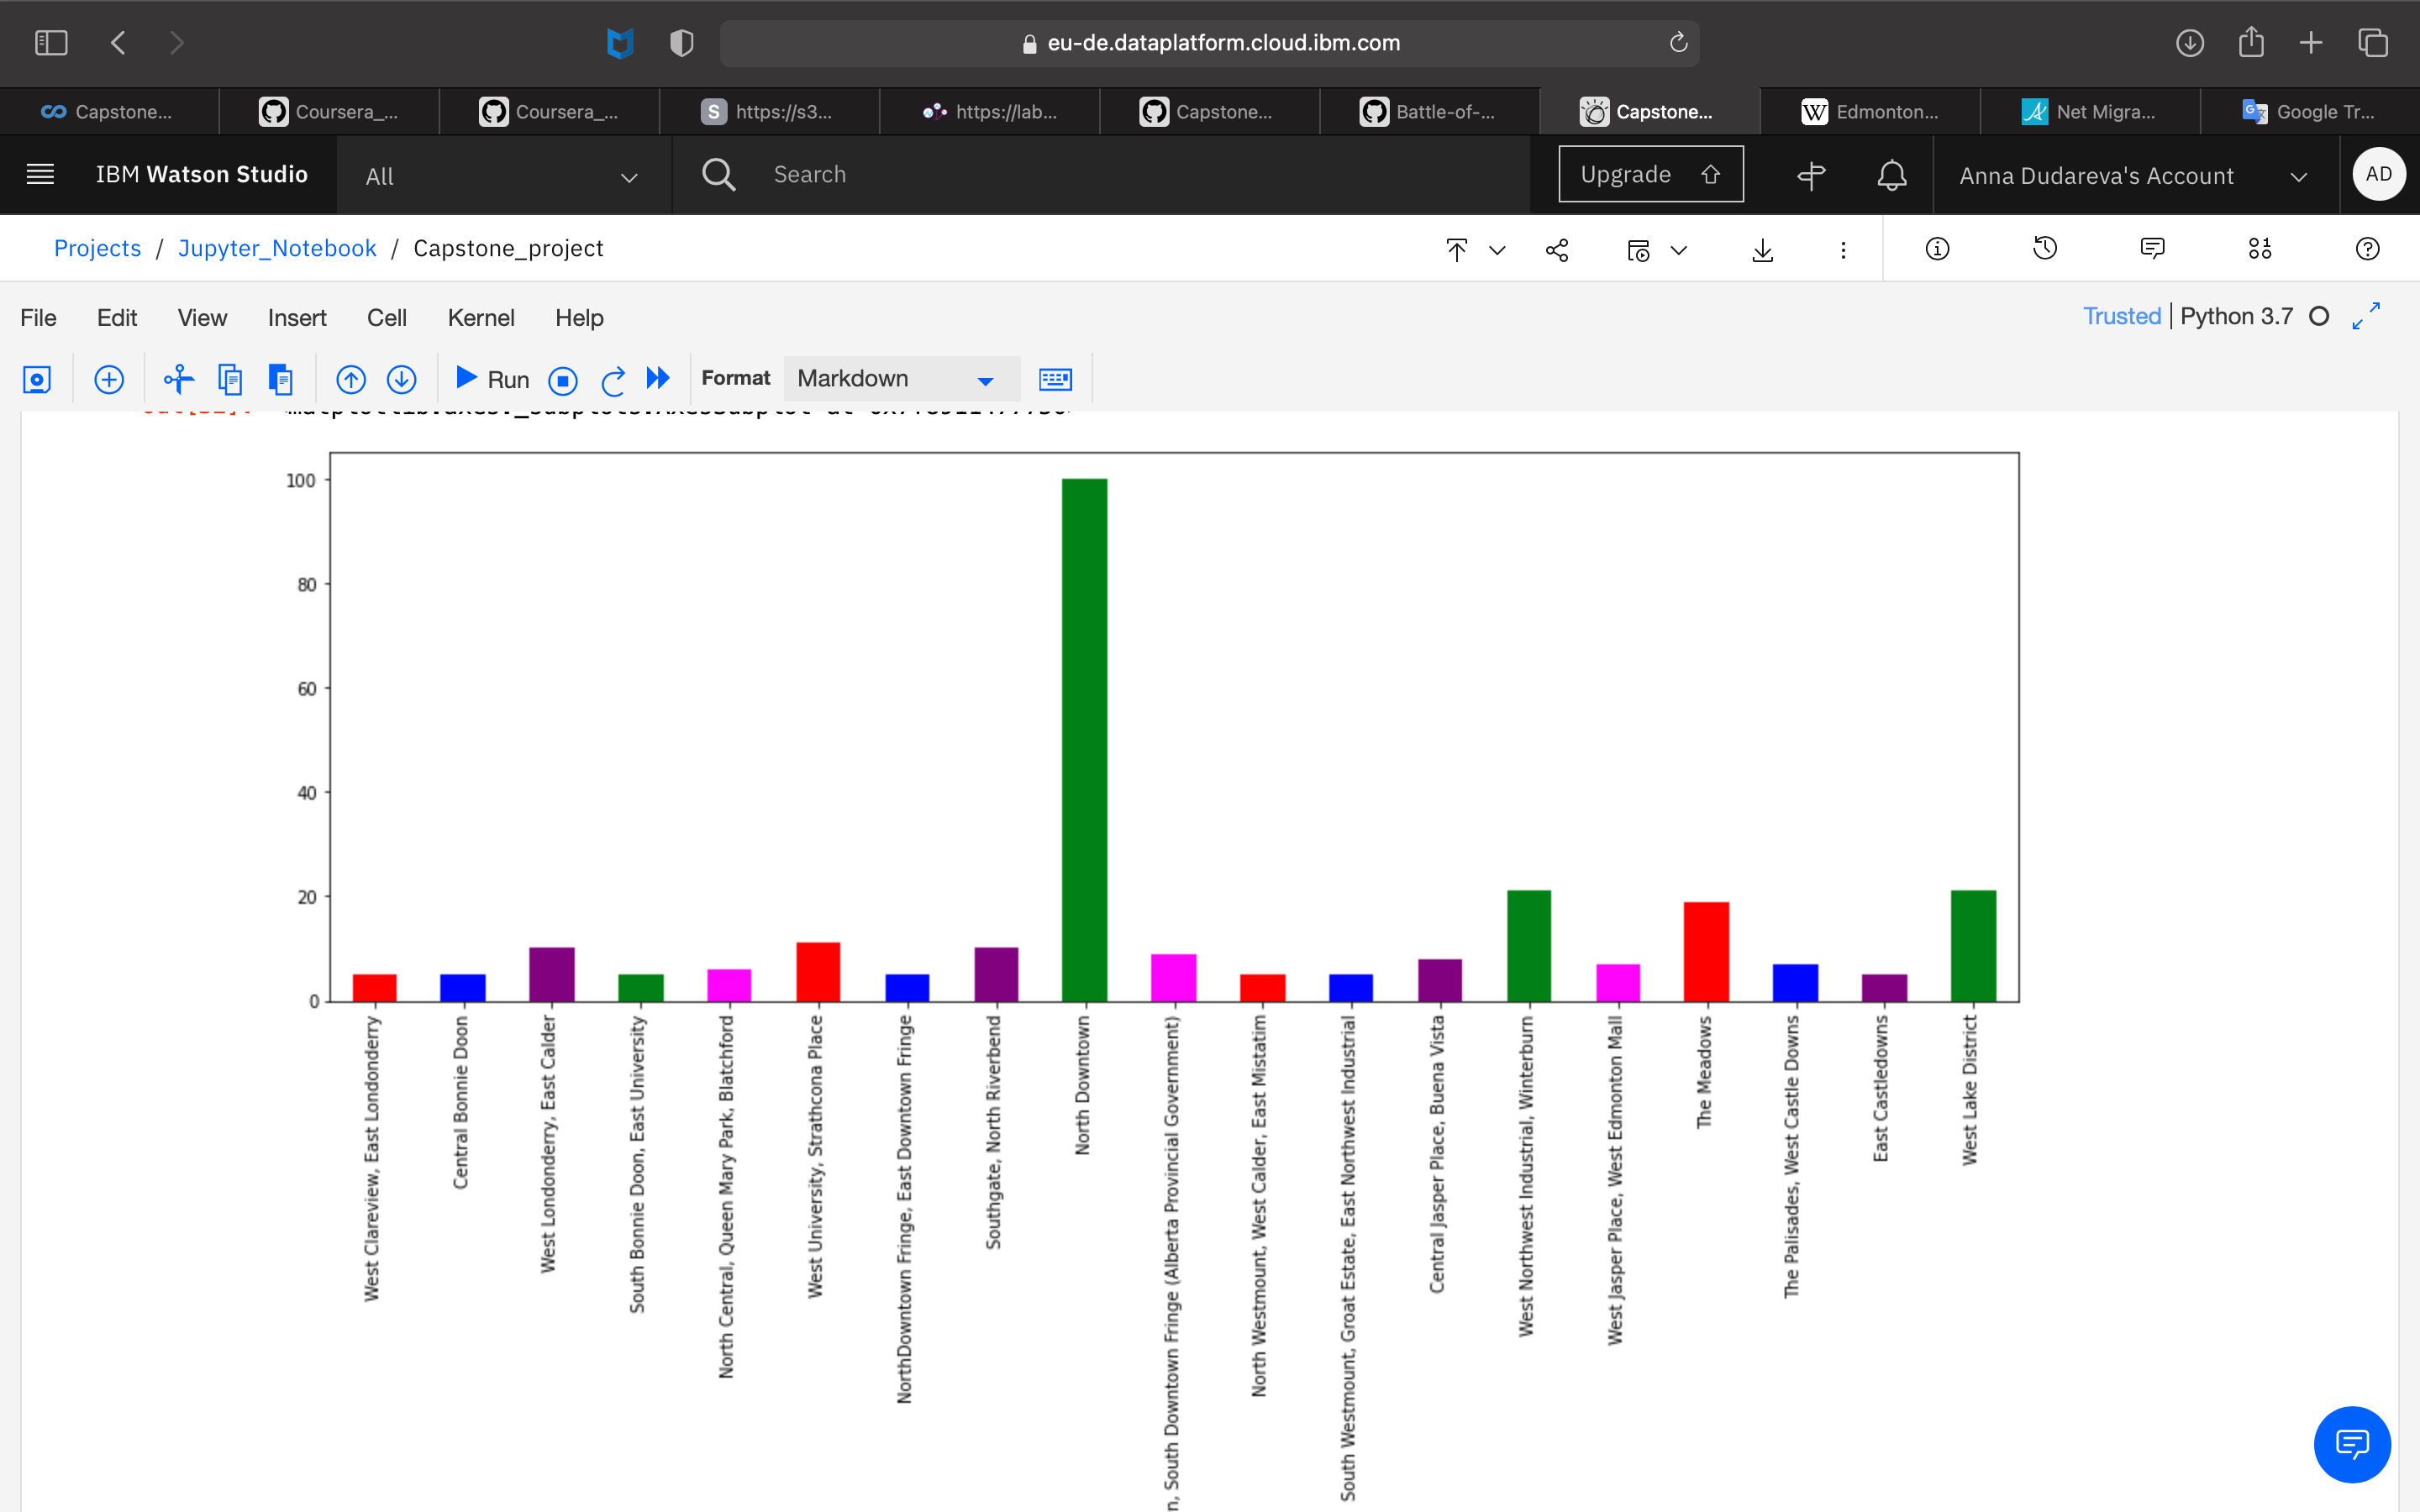 eu-de.dataplatform.cloud.ibm.com
Capstone...
Coursera_...
Coursera_...
S
https://s3...
https://lab...
Capstone...
Battle-of-...
Capstone...
W
Edmonton...
Net Migra...
Google Tr...
IBM Watson Studio
All
Search
Upgrade
Anna Dudareva's Account
AD
Projects / Jupyter_Notebook / Capstone_project
File
Edit
View
Insert
Cell
Kernel
Help
Trusted | Python 3.7
Run
Format
Markdown
100
80
60
40
20
0
West Clareview, East Londonderry
Central Bonnie Doon
West Londonderry, East Calder
South Bonnie Doon, East University
North Central, Queen Mary Park, Blatchford
West University, Strathcona Place
NorthDowntown Fringe, East Downtown Fringe
Southgate, North Riverbend
North Downtown
n, South Downtown Fringe (Alberta Provincial Government)
North Westmount, West Calder, East Mistatim
South Westmount, Groat Estate, East Northwest Industrial
Central Jasper Place, Buena Vista
West Northwest Industrial, Winterburn
West Jasper Place, West Edmonton Mall
The Meadows
The Palisades, West Castle Downs
East Castledowns
West Lake District